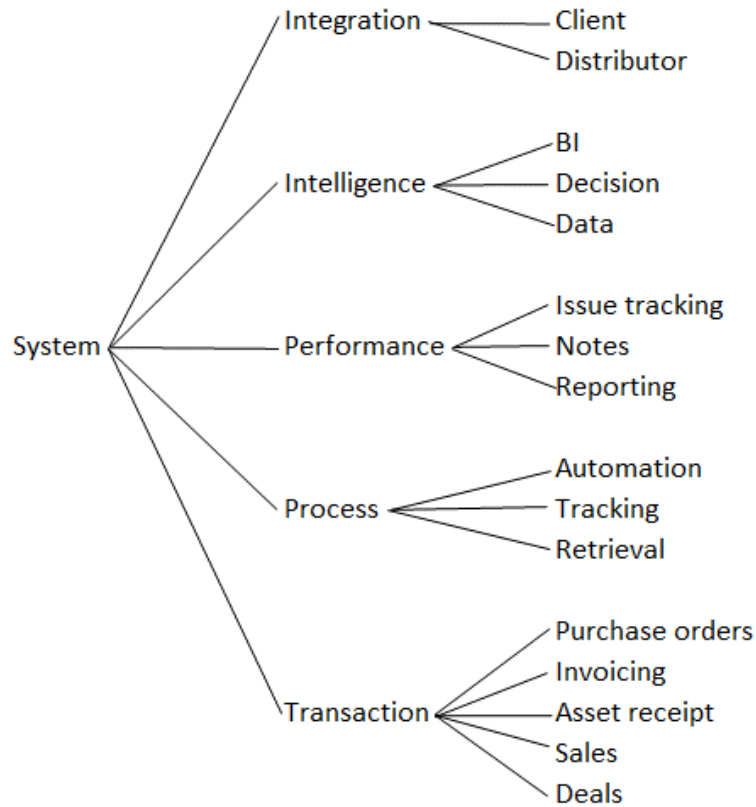 Integration
Client
Distributor
Intelligence
BI
Decision
Data
System
Performance
Issue tracking
Notes
Reporting
Process
Automation
Tracking
Retrieval
Transaction
Purchase orders
Invoicing
Asset receipt
Sales
Deals